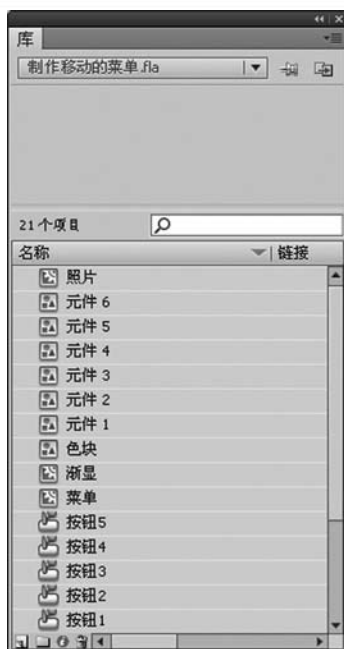 库
制作移动的菜单.fla
21个项目
名称 链接
照片
元件 6
元件 5
元件 4
元件 3
元件 2
元件 1
色块
渐显
菜单
按钮5
按钮4
按钮3
按钮2
按钮1